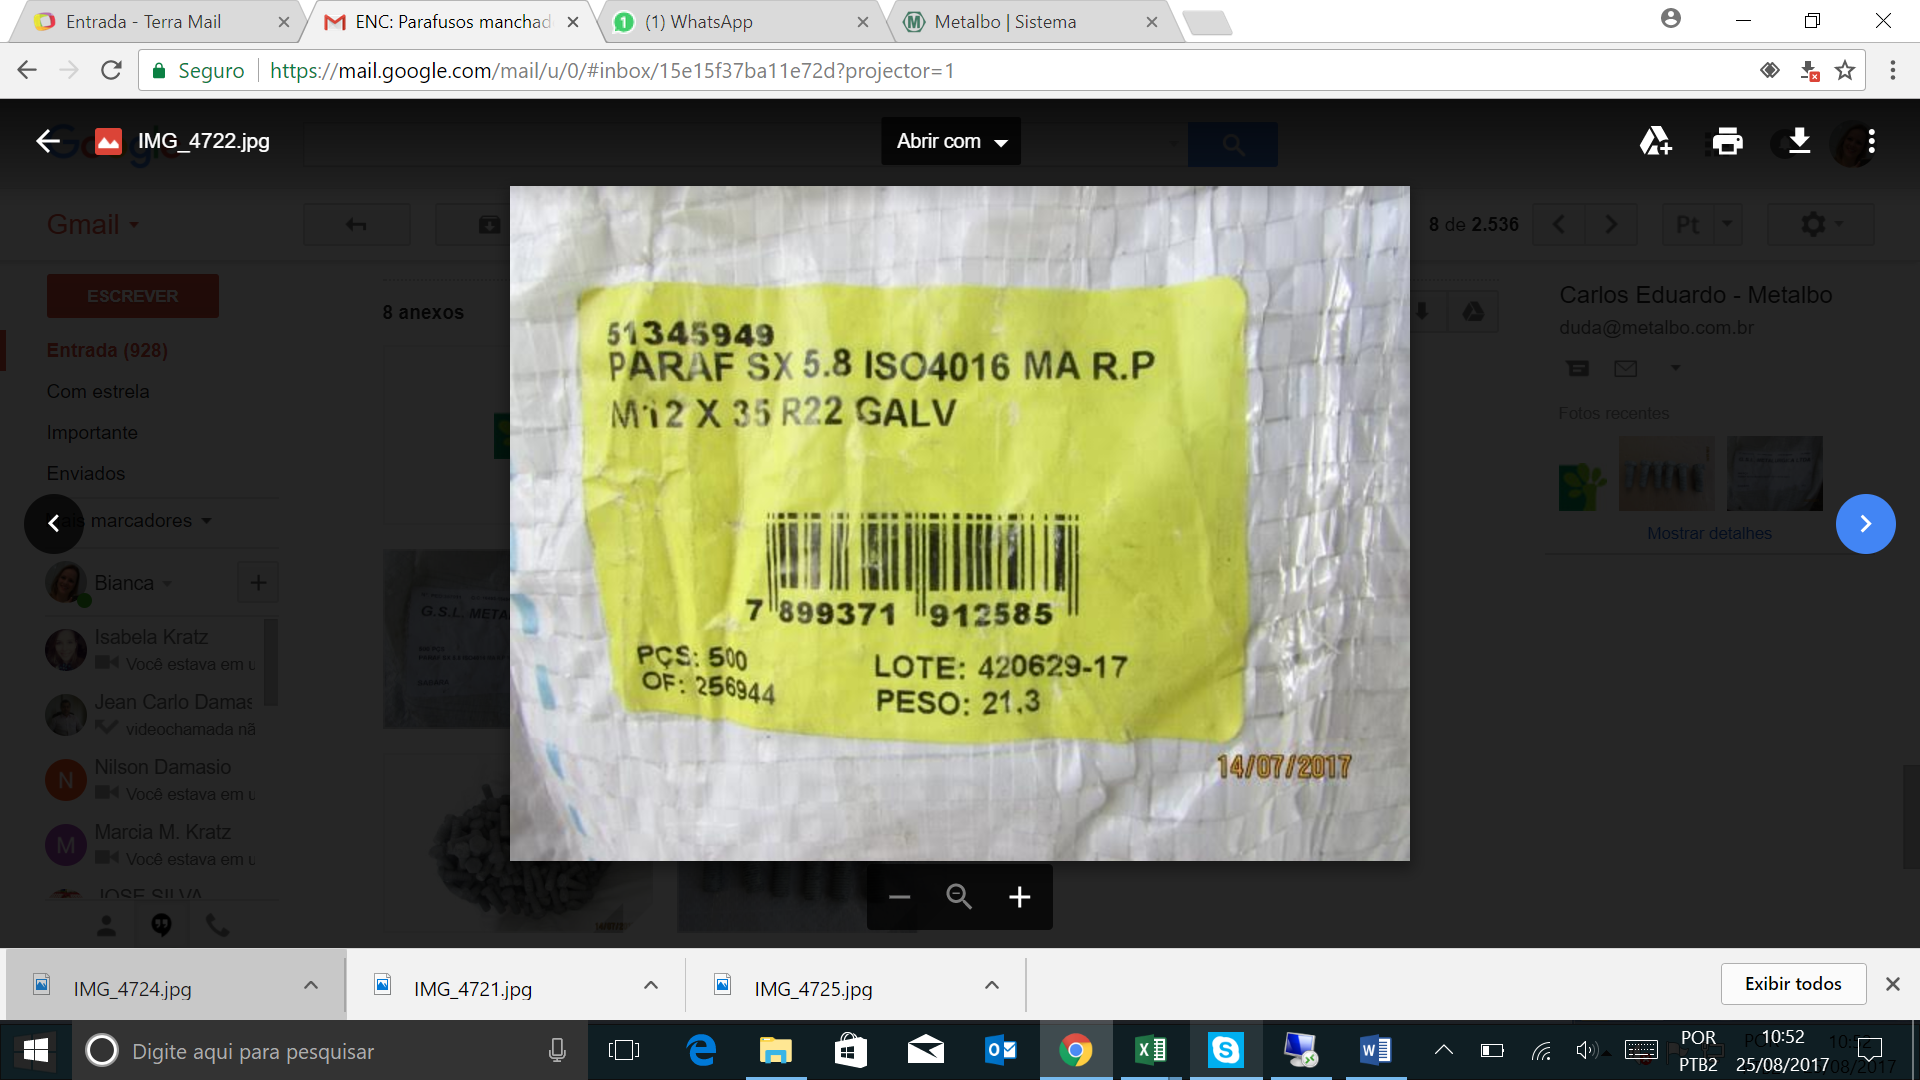 Entrada - Terra Mail
ENC: Parafusos manchad
(1) WhatsApp
Metalbo | Sistema
Seguro
https://mail.google.com/mail/u/0/#inbox/15e15f37ba11e72d?projector=1
IMG_4722.jpg
Abrir com
Gmail
8 de 2.536
Pt
ESCREVER
8 anexos
Entrada (928)
Com estrela
Importante
Enviados
marcadores
Bianca
Isabela Kratz
Você estava em u
Jean Carlo Damas
videochamada nã
Nilson Damasio
Você estava em u
Marcia M. Kratz
Você estava em u
JOSE SILVA
G.S.L. META
Carlos Eduardo - Metalbo
duda@metalbo.com.br
Fotos recentes
Mostrar detalhes
51345949
PARAF SX 5.8 ISO4016 MA R.P
M12 X 35 R22 GALV
7 899371 912585
PÇS: 500
LOTE: 420629-17
OF: 256944
PESO: 21,3
14/07/2017
IMG_4724.jpg
IMG_4721.jpg
IMG_4725.jpg
Exibir todos
Digite aqui para pesquisar
POR
PTB2
10:52
25/08/2017